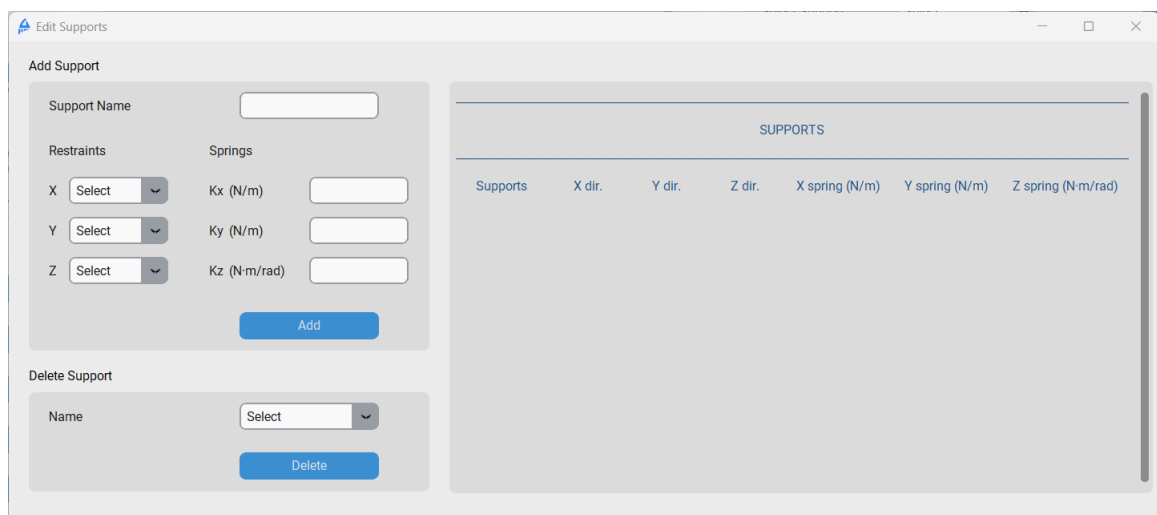 Edit Supports
Add Support
Support Name
SUPPORTS
Restraints Springs
Supports X dir. Y dir. Z dir. X spring (N/m) Y spring (N/m) Z spring (N·m/rad)
X Select Kx (N/m)
Y Select Ky (N/m)
Z Select Kz (N·m/rad)
Add
Delete Support
Name Select
Delete